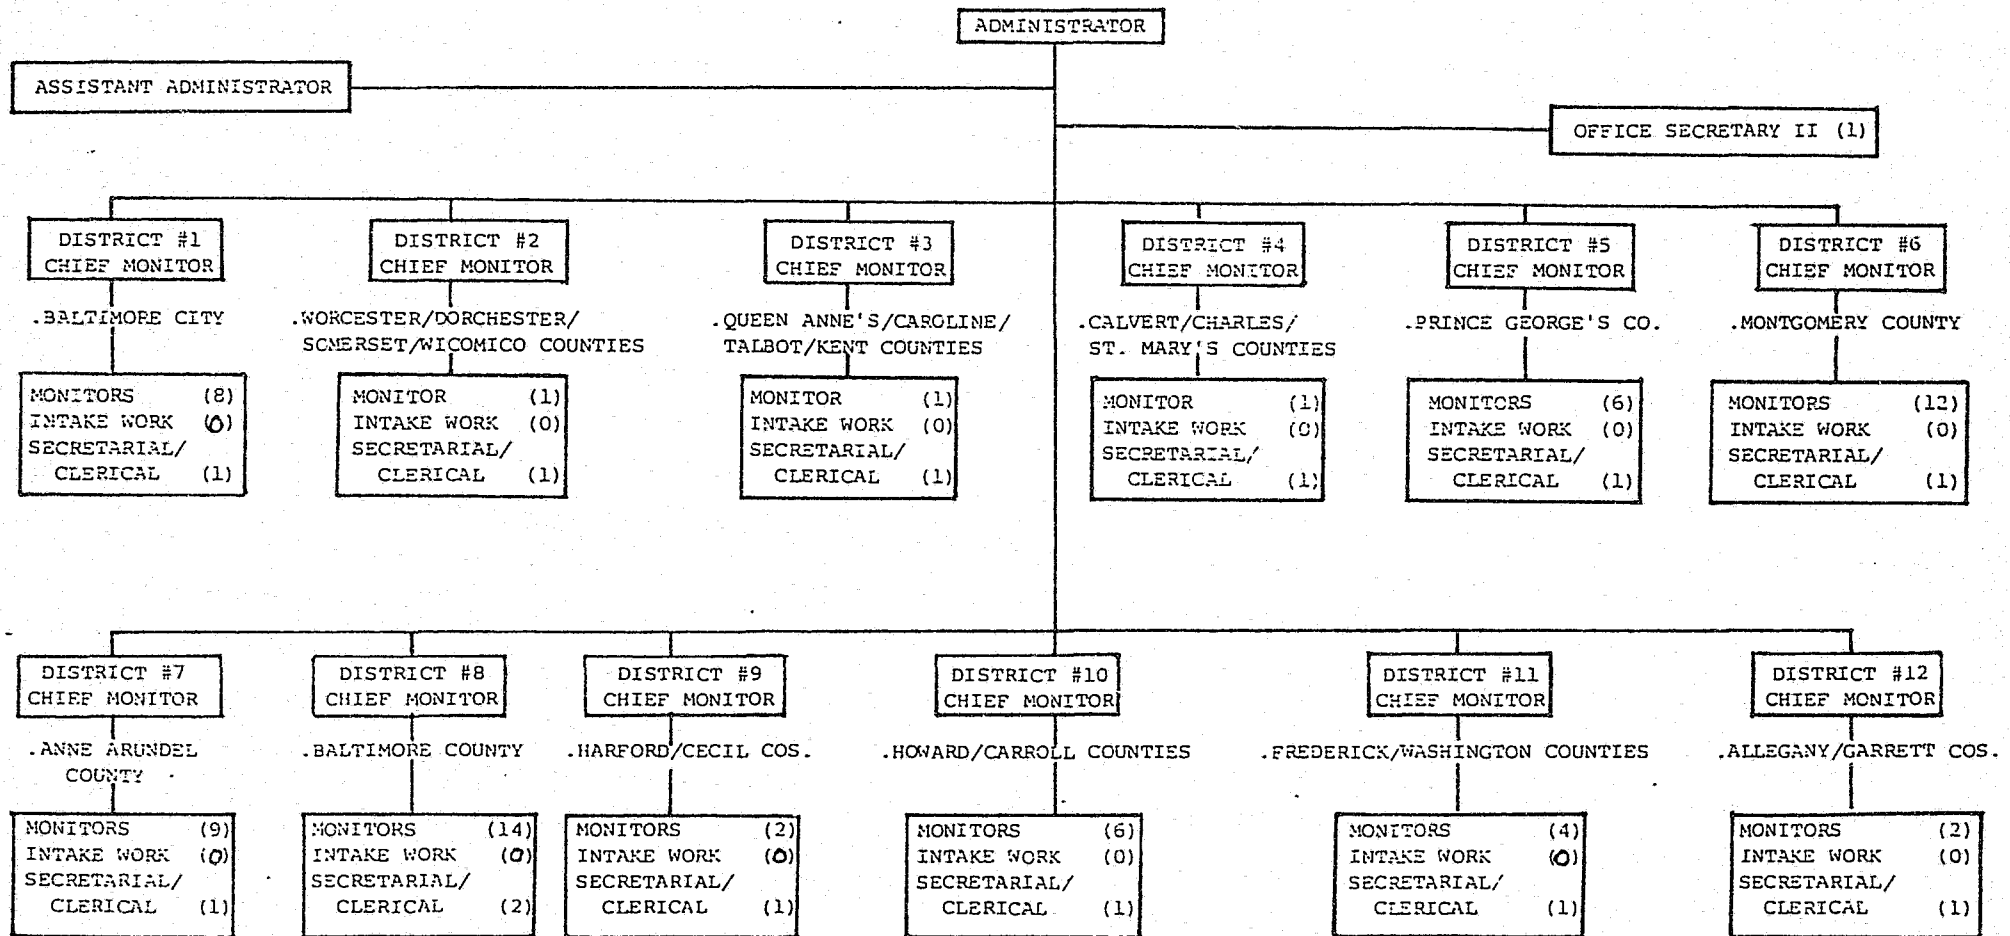 ADMINISTRATOR
ASSISTANT ADMINISTRATOR
OFFICE SECRETARY II (1)
DISTRICT #1
CHIEF MONITOR
.BALTIMORE CITY
MONITORS (8)
INTAKE WORK (0)
SECRETARIAL/
CLERICAL (1)
DISTRICT #2
CHIEF MONITOR
.WORCESTER/DORCHESTER/
SOMERSET/WICOMICO COUNTIES
MONITOR (1)
INTAKE WORK (0)
SECRETARIAL/
CLERICAL (1)
DISTRICT #3
CHIEF MONITOR
.QUEEN ANNE'S/CAROLINE/
TALBOT/KENT COUNTIES
MONITOR (1)
INTAKE WORK (0)
SECRETARIAL/
CLERICAL (1)
DISTRICT #4
CHIEF MONITOR
.CALVERT/CHARLES/
ST. MARY'S COUNTIES
MONITOR (1)
INTAKE WORK (0)
SECRETARIAL/
CLERICAL (1)
DISTRICT #5
CHIEF MONITOR
.PRINCE GEORGE'S CO.
MONITORS (6)
INTAKE WORK (0)
SECRETARIAL/
CLERICAL (1)
DISTRICT #6
CHIEF MONITOR
.MONTGOMERY COUNTY
MONITORS (12)
INTAKE WORK (0)
SECRETARIAL/
CLERICAL (1)
DISTRICT #7
CHIEF MONITOR
.ANNE ARUNDEL
COUNTY
MONITORS (9)
INTAKE WORK (0)
SECRETARIAL/
CLERICAL (1)
DISTRICT #8
CHIEF MONITOR
.BALTIMORE COUNTY
MONITORS (14)
INTAKE WORK (0)
SECRETARIAL/
CLERICAL (2)
DISTRICT #9
CHIEF MONITOR
.HARFORD/CECIL COS.
MONITORS (2)
INTAKE WORK (0)
SECRETARIAL/
CLERICAL (1)
DISTRICT #10
CHIEF MONITOR
.HOWARD/CARROLL COUNTIES
MONITORS (6)
INTAKE WORK (0)
SECRETARIAL/
CLERICAL (1)
DISTRICT #11
CHIEF MONITOR
.FREDERICK/WASHINGTON COUNTIES
MONITORS (4)
INTAKE WORK (0)
SECRETARIAL/
CLERICAL (1)
DISTRICT #12
CHIEF MONITOR
.ALLEGANY/GARRETT COS.
MONITORS (2)
INTAKE WORK (0)
SECRETARIAL/
CLERICAL (1)